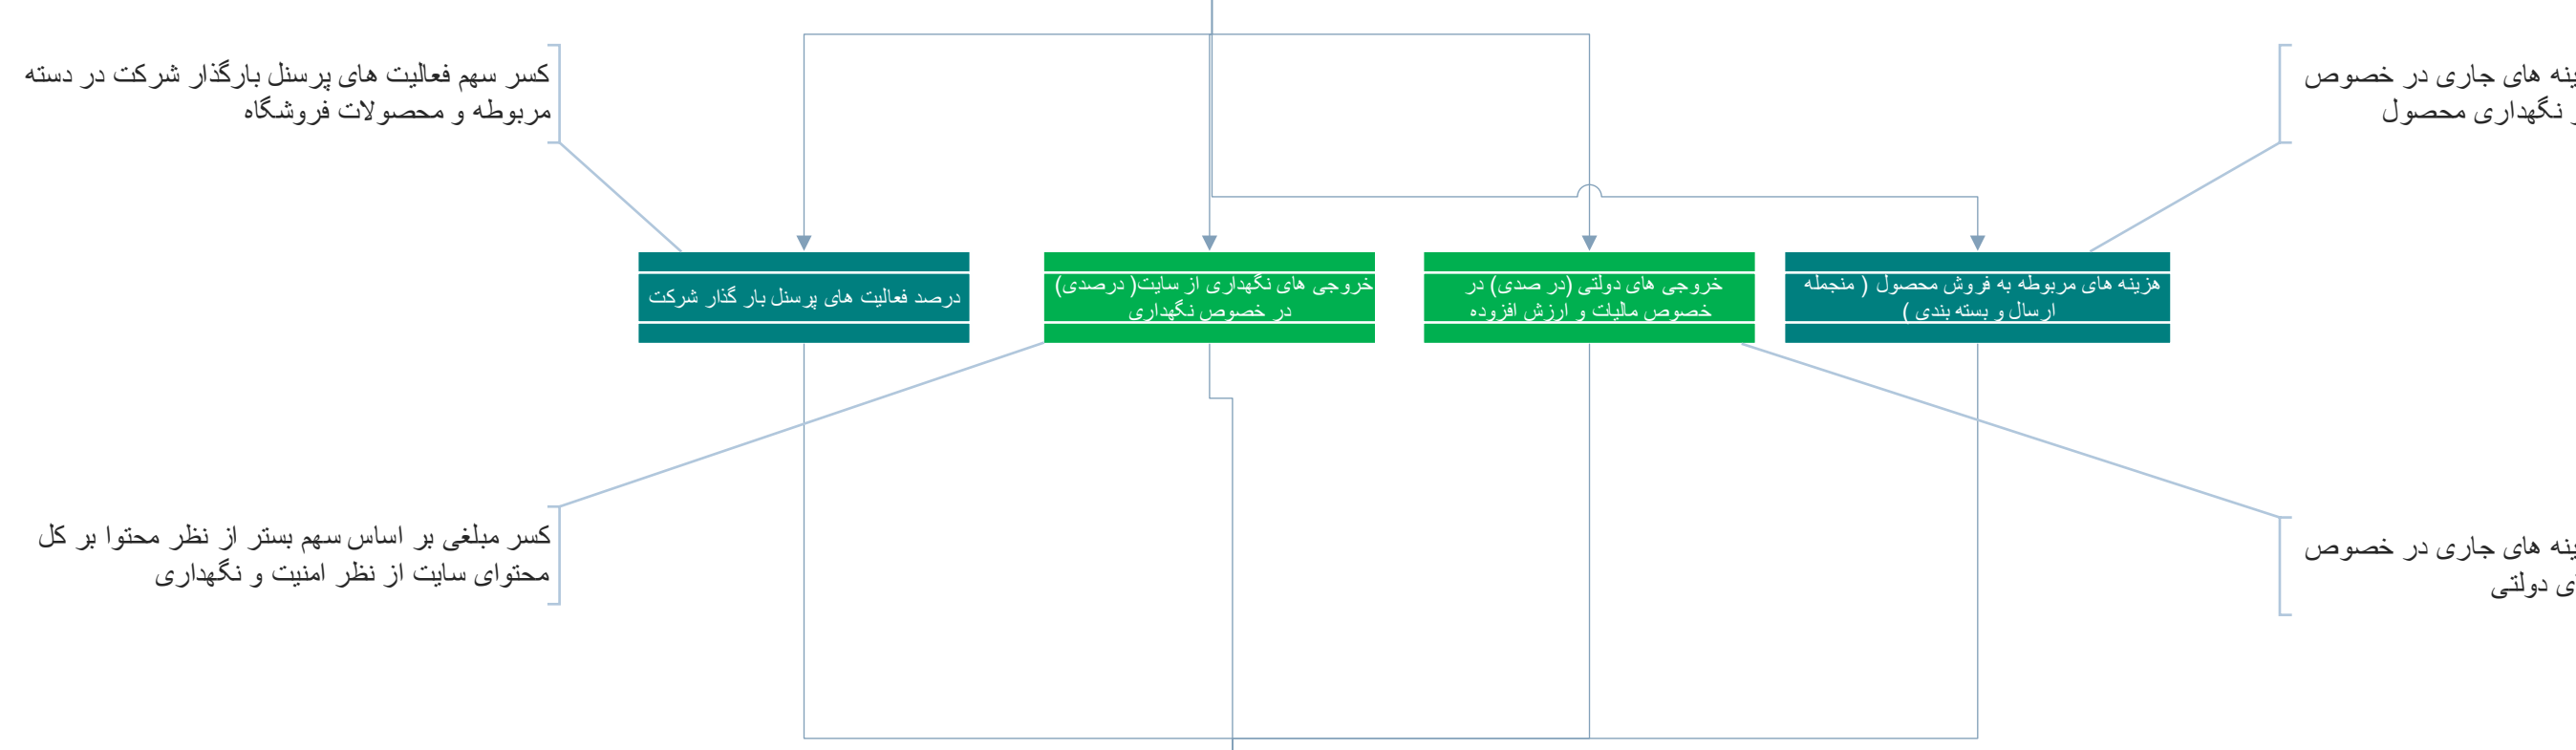 کسر سهم فعالیت های پرسنل بارگذار شرکت در دسته
مربوطه و محصولات فروشگاه
های جاری در خصوص
نگهداری محصول
درصد فعالیت های پرسنل بار گذار شرکت
خروجی های نگهداری از سایت( درصدی)
در خصوص نگهداری
خروجی های دولتی (در صدی) در
خصوص مالیات و ارزش افزوده
هزینه های مربوطه به فروش محصول ( منجمله
ارسال و بسته بندی )
کسر مبلغی بر اساس سهم بستر از نظر محتوا بر کل
محتوای سایت از نظر امنیت و نگهداری
های جاری در خصوص
دولتی